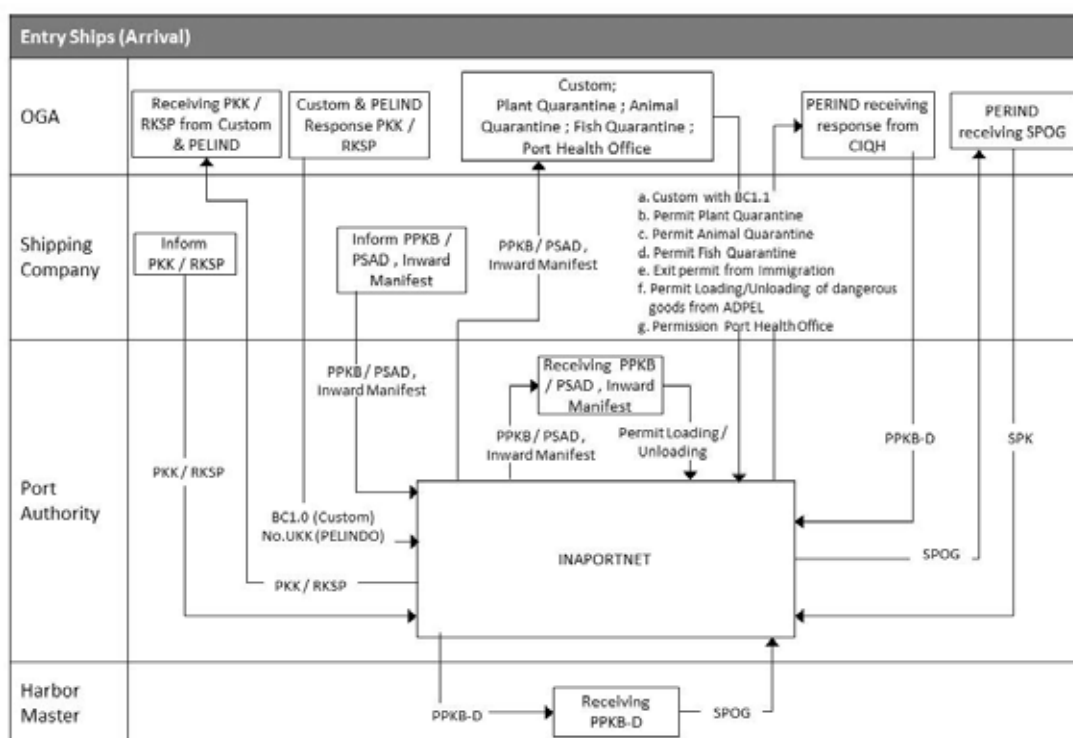 Entry Ships (Arrival)
OGA
Receiving PKK /
RKSP from Custom
& PELIND
Custom & PELIND
Response PKK /
RKSP
Custom;
Plant Quarantine ; Animal
Quarantine ; Fish Quarantine ;
Port Health Office
PERIND receiving
response from
CIQH
PERIND
receiving SPOG
Shipping
Company
Inform
PKK / RKSP
Inform PPKB /
PSAD , Inward
Manifest
PPKB / PSAD ,
Inward Manifest
a. Custom with BC1.1
b. Permit Plant Quarantine
c. Permit Animal Quarantine
d. Permit Fish Quarantine
e. Exit permit from Immigration
f. Permit Loading/Unloading of dangerous
goods from ADPEL
g. Permission Port Health Office
Port
Authority
PPKB / PSAD ,
Inward Manifest
Receiving PPKB
/ PSAD , Inward
Manifest
PPKB / PSAD ,
Inward Manifest
Permit Loading /
Unloading
PKK / RKSP
PPKB-D
SPK
BC1.0 (Custom)
No.UKK (PELINDO)
INAPORTNET
SPOG
PKK / RKSP
Harbor
Master
PPKB-D
Receiving
PPKB-D
SPOG